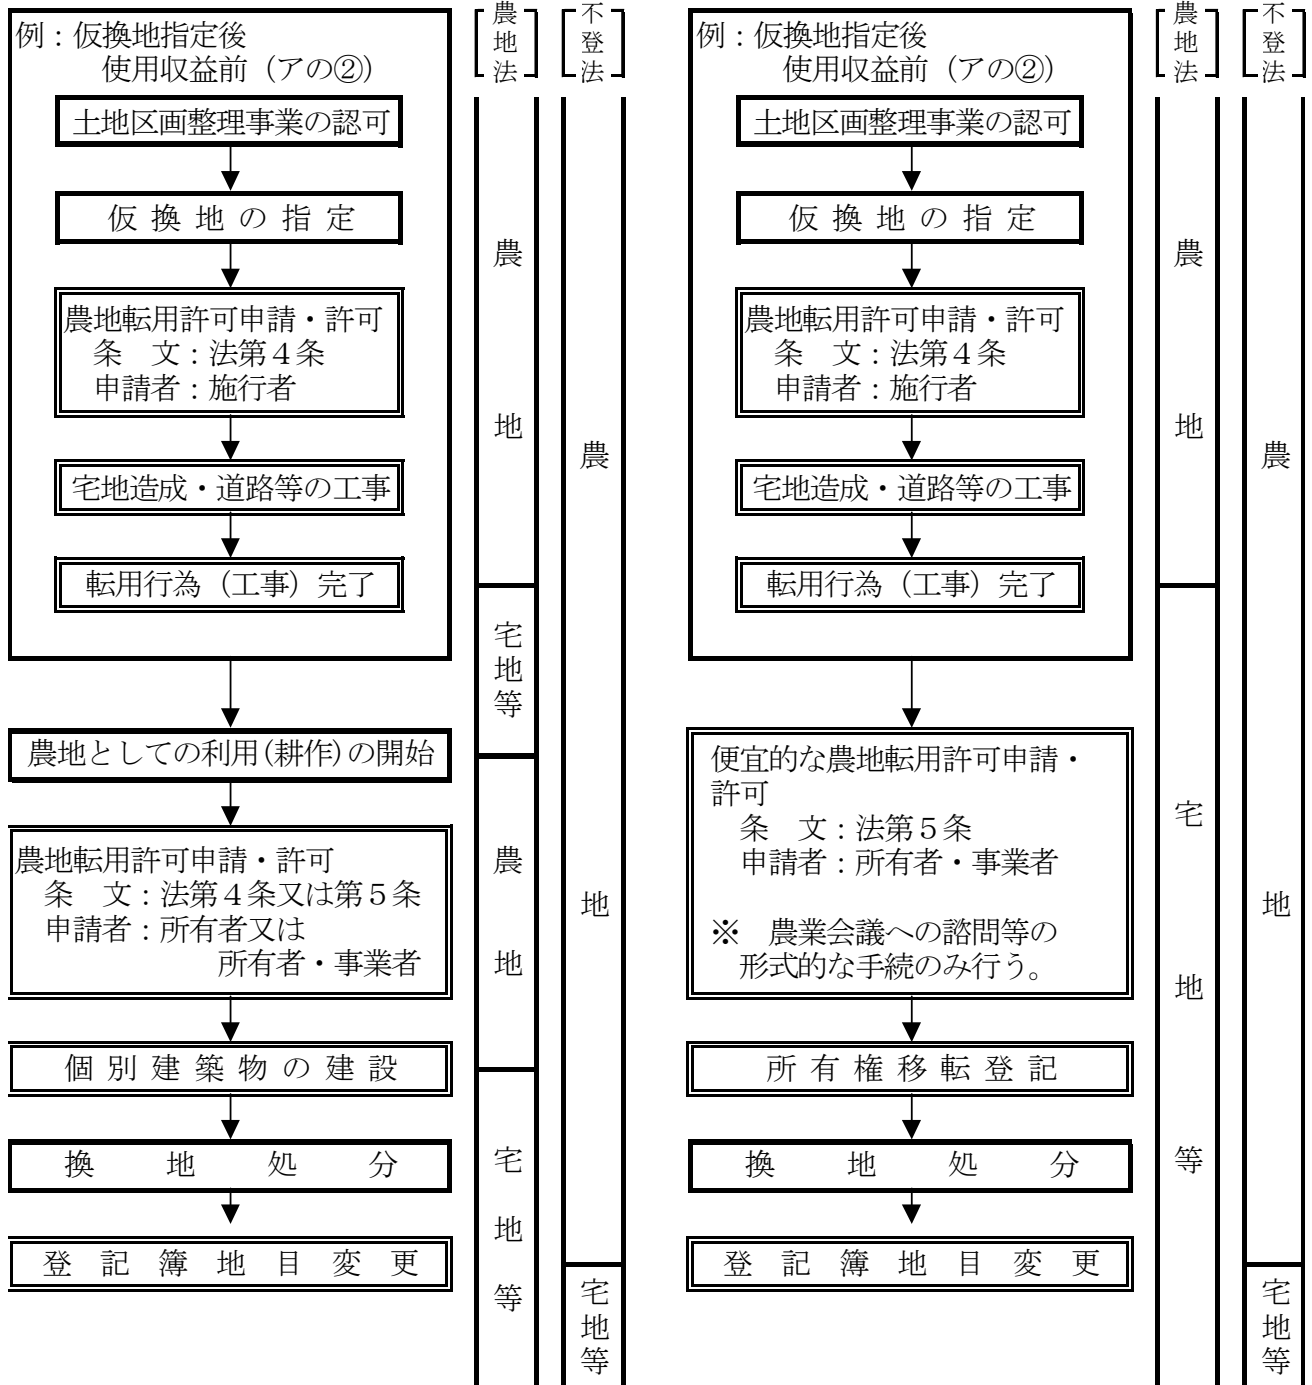 例：仮換地指定後
使用収益前（アの②）
土地区画整理事業の認可
仮換地の指定
農地転用許可申請・許可
条　文：法第４条
申請者：施行者
宅地造成・道路等の工事
転用行為（工事）完了
農地としての利用(耕作)の開始
農地転用許可申請・許可
条　文：法第４条又は第５条
申請者：所有者又は
所有者・事業者
個別建築物の建設
換地処分
登記簿地目変更
農地法
農地
宅地等
農地
宅地等
不登法
農地
宅地等
例：仮換地指定後
使用収益前（アの②）
土地区画整理事業の認可
仮換地の指定
農地転用許可申請・許可
条　文：法第４条
申請者：施行者
宅地造成・道路等の工事
転用行為（工事）完了
便宜的な農地転用許可申請・
許可
条　文：法第５条
申請者：所有者・事業者
※　農業会議への諮問等の
形式的な手続のみ行う。
所有権移転登記
換地処分
登記簿地目変更
農地法
農地
宅地等
不登法
農地
宅地等